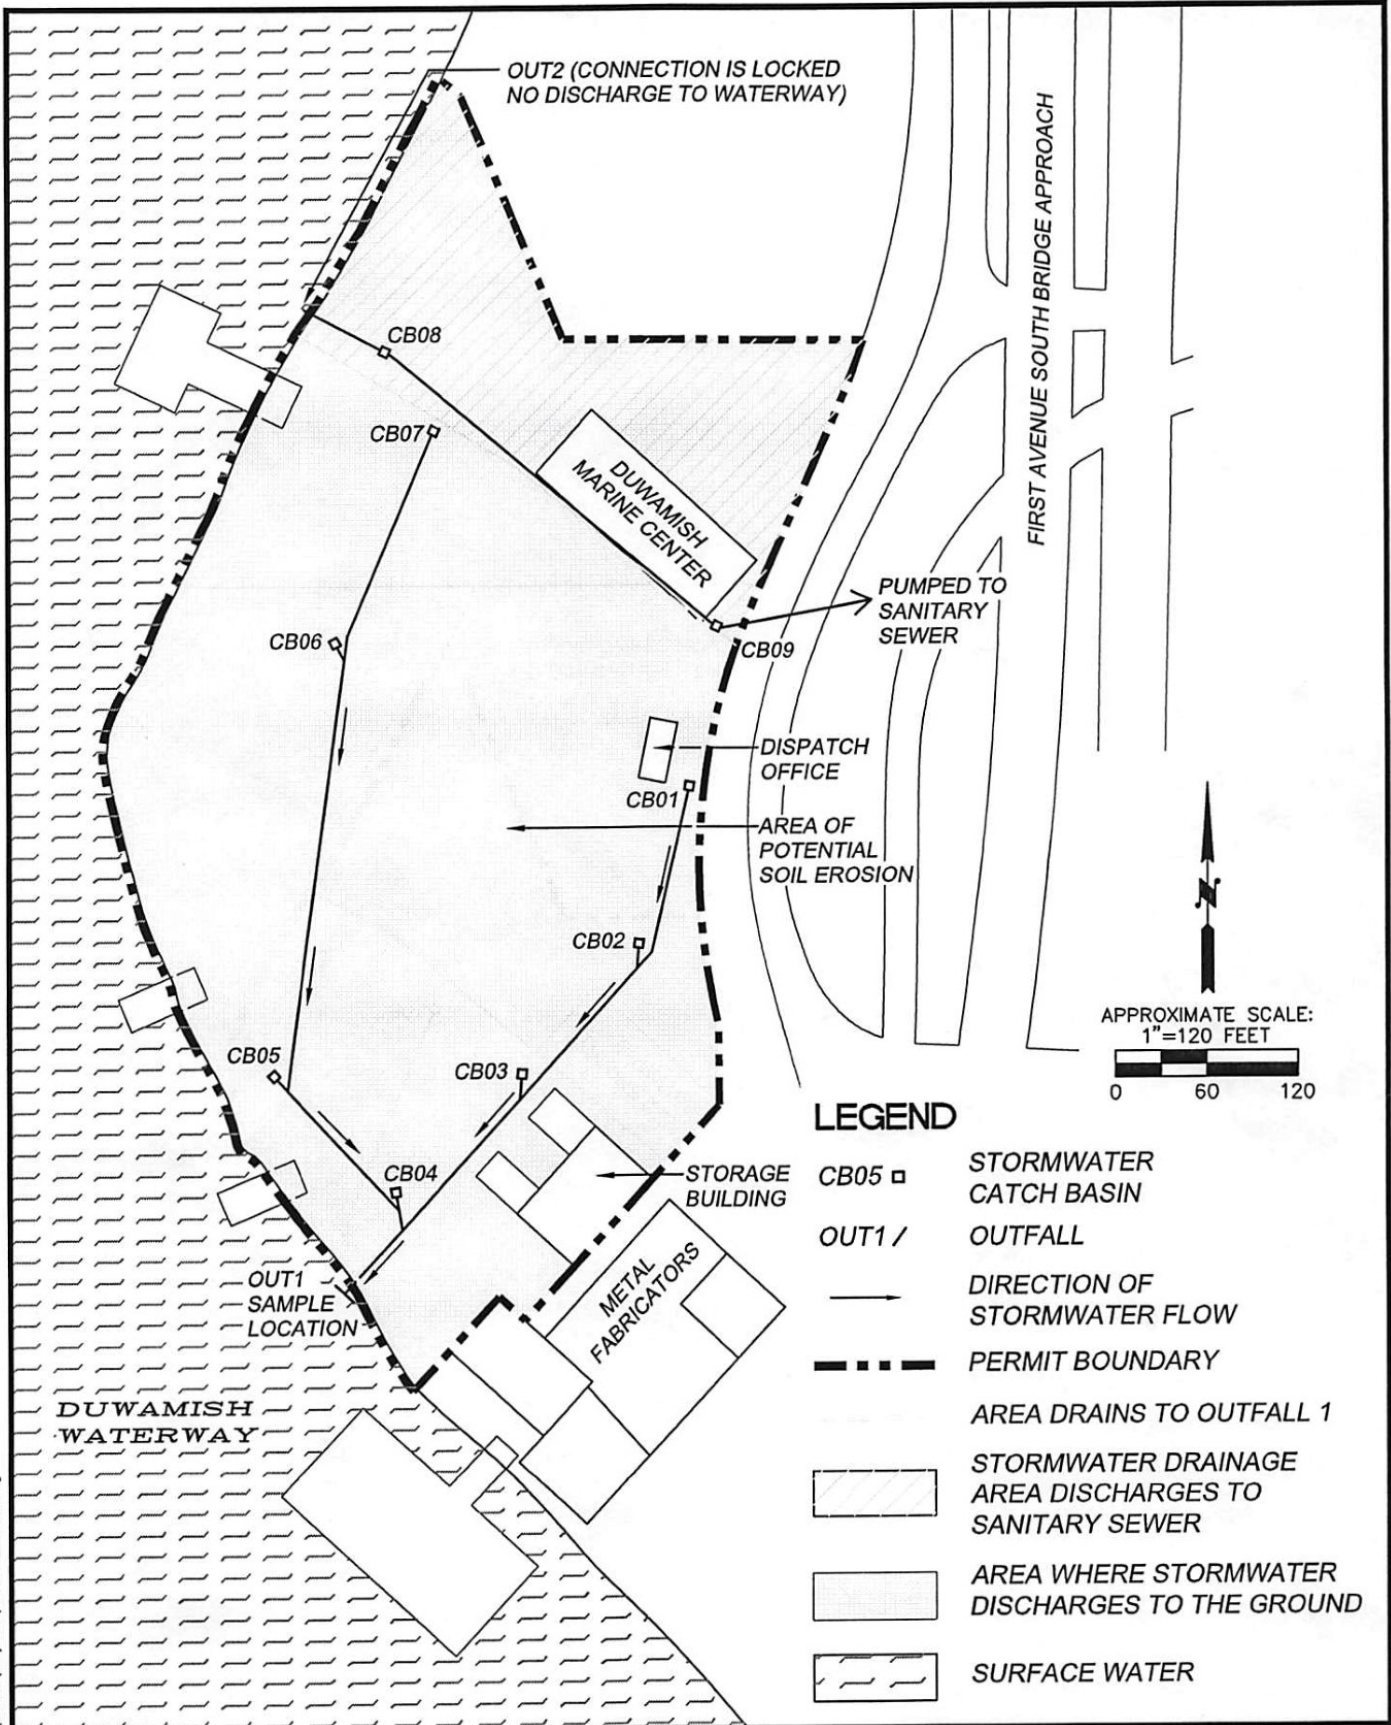 OUT2 (CONNECTION IS LOCKED
NO DISCHARGE TO WATERWAY)
FIRST AVENUE SOUTH BRIDGE APPROACH
CB08
CB07
DUWAMISH
MARINE CENTER
PUMPED TO
SANITARY
SEWER
CB06
CB09
DISPATCH
OFFICE
CB01
AREA OF
POTENTIAL
SOIL EROSION
CB02
N
APPROXIMATE SCALE:
1"=120 FEET
0 60 120
CB05
CB03
CB04
STORAGE
BUILDING
METAL
FABRICATORS
OUT1
SAMPLE
LOCATION
DUWAMISH
WATERWAY
LEGEND
CB05 STORMWATER
CATCH BASIN
OUT1 / OUTFALL
DIRECTION OF
STORMWATER FLOW
PERMIT BOUNDARY
AREA DRAINS TO OUTFALL 1
STORMWATER DRAINAGE
AREA DISCHARGES TO
SANITARY SEWER
AREA WHERE STORMWATER
DISCHARGES TO THE GROUND
SURFACE WATER